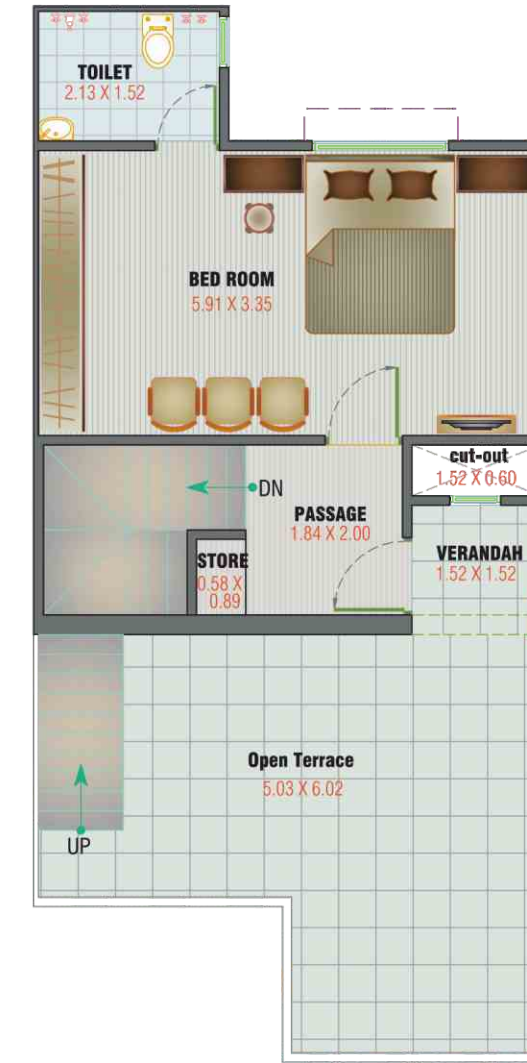 TOILET
2.13 X 1.52
BED ROOM
5.91 X 3.35
cut-out
1.52 X 0.60
DN
PASSAGE
1.84 X 2.00
STORE
0.58 X
0.89
VERANDAH
1.52 X 1.52
Open Terrace
5.03 X 6.02
UP